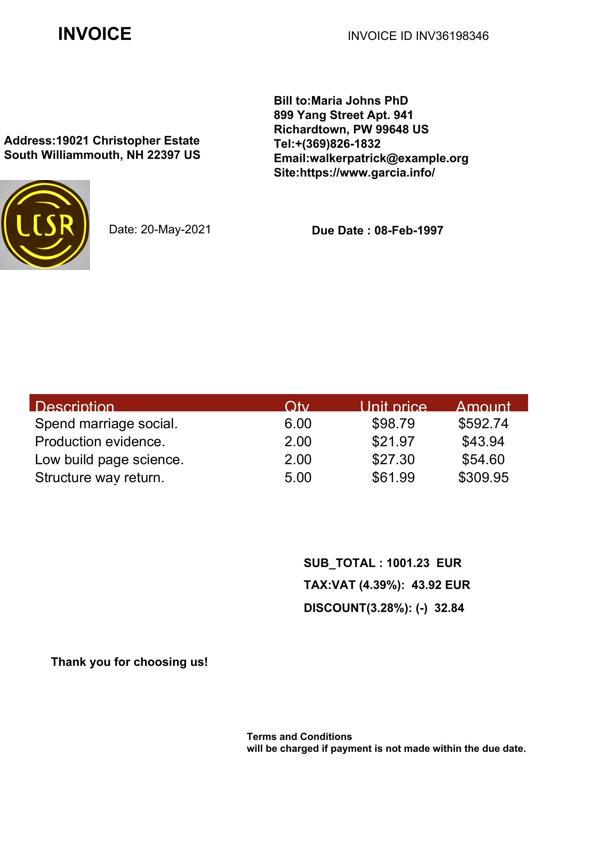 INVOICE
INVOICE ID INV36198346
Bill to:Maria Johns PhD
899 Yang Street Apt. 941
Richardtown, PW 99648 US
Tel:+(369)826-1832
Email:walkerpatrick@example.org
Site:https://www.garcia.info/
Address:19021 Christopher Estate
South Williammouth, NH 22397 US
LCSR
Date: 20-May-2021
Due Date : 08-Feb-1997
Description Qty Unit price Amount
Spend marriage social. 6.00 $98.79 $592.74
Production evidence. 2.00 $21.97 $43.94
Low build page science. 2.00 $27.30 $54.60
Structure way return. 5.00 $61.99 $309.95
SUB_TOTAL : 1001.23 EUR
TAX:VAT (4.39%): 43.92 EUR
DISCOUNT(3.28%): (-) 32.84
Thank you for choosing us!
Terms and Conditions
will be charged if payment is not made within the due date.